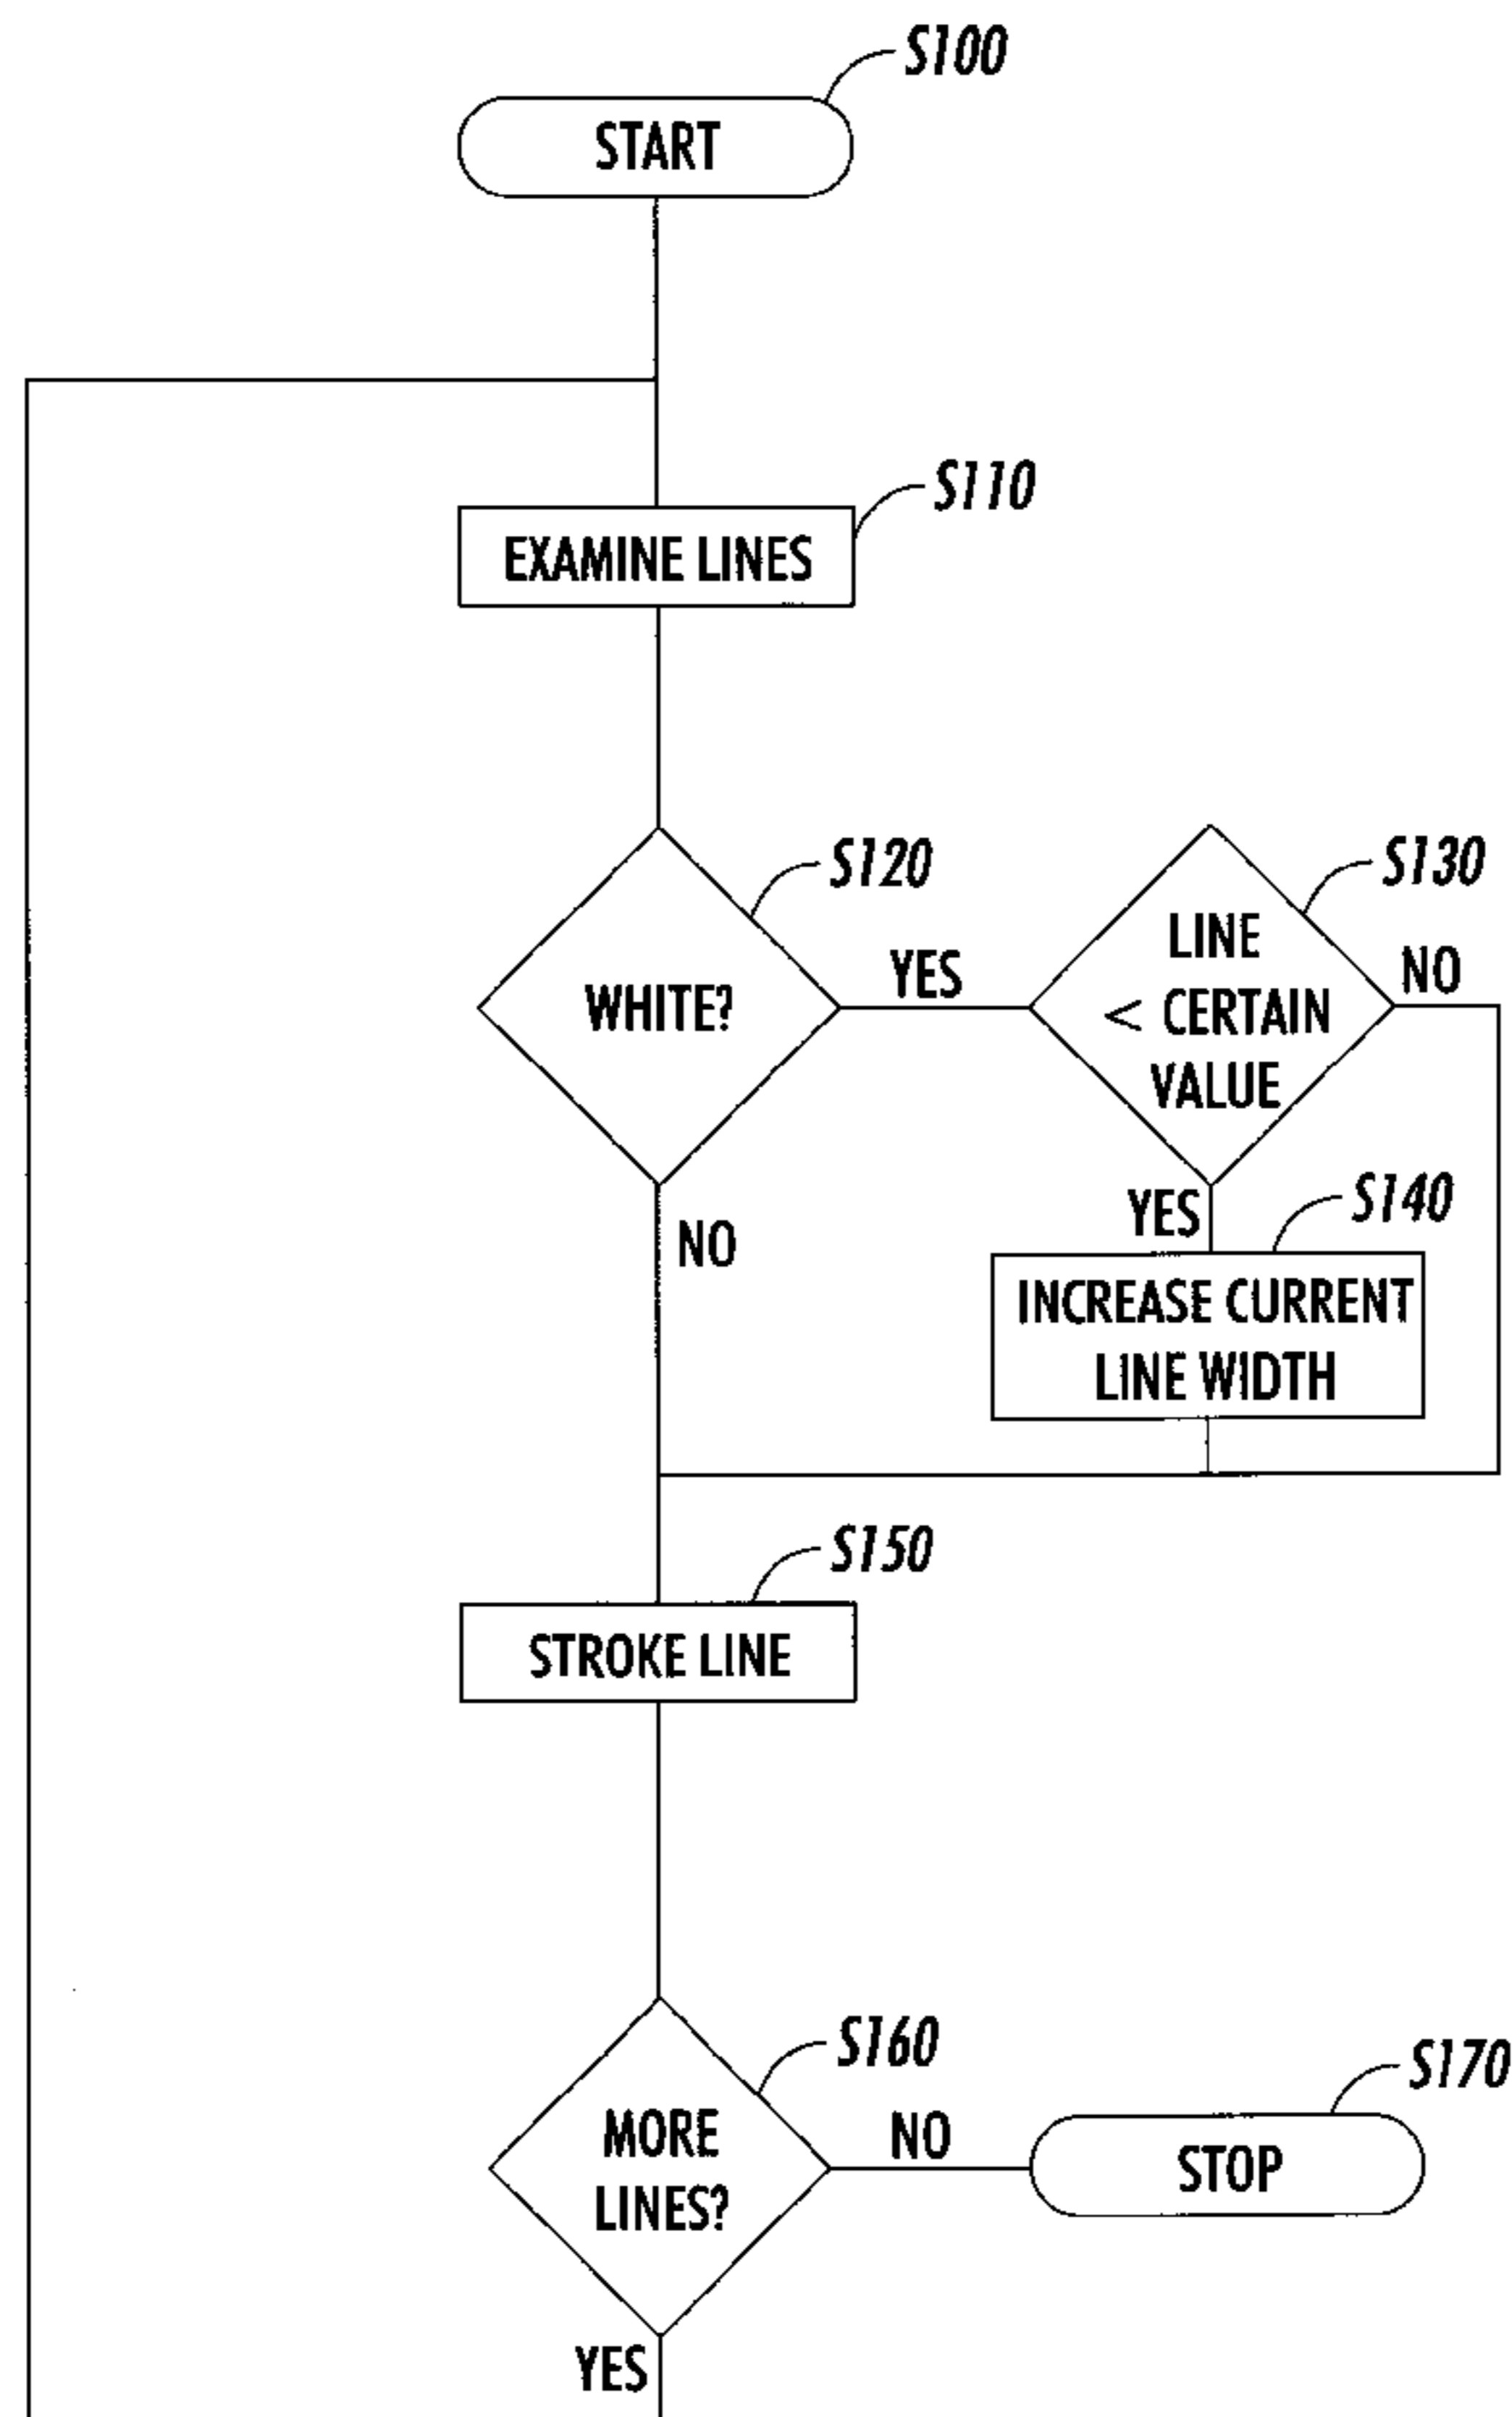 S100
START
S110
EXAMINE LINES
S120
S130
WHITE?
YES
LINE
< CERTAIN
VALUE
NO
YES
S140
NO
INCREASE CURRENT
LINE WIDTH
S150
STROKE LINE
S160
S170
MORE
LINES?
NO
STOP
YES